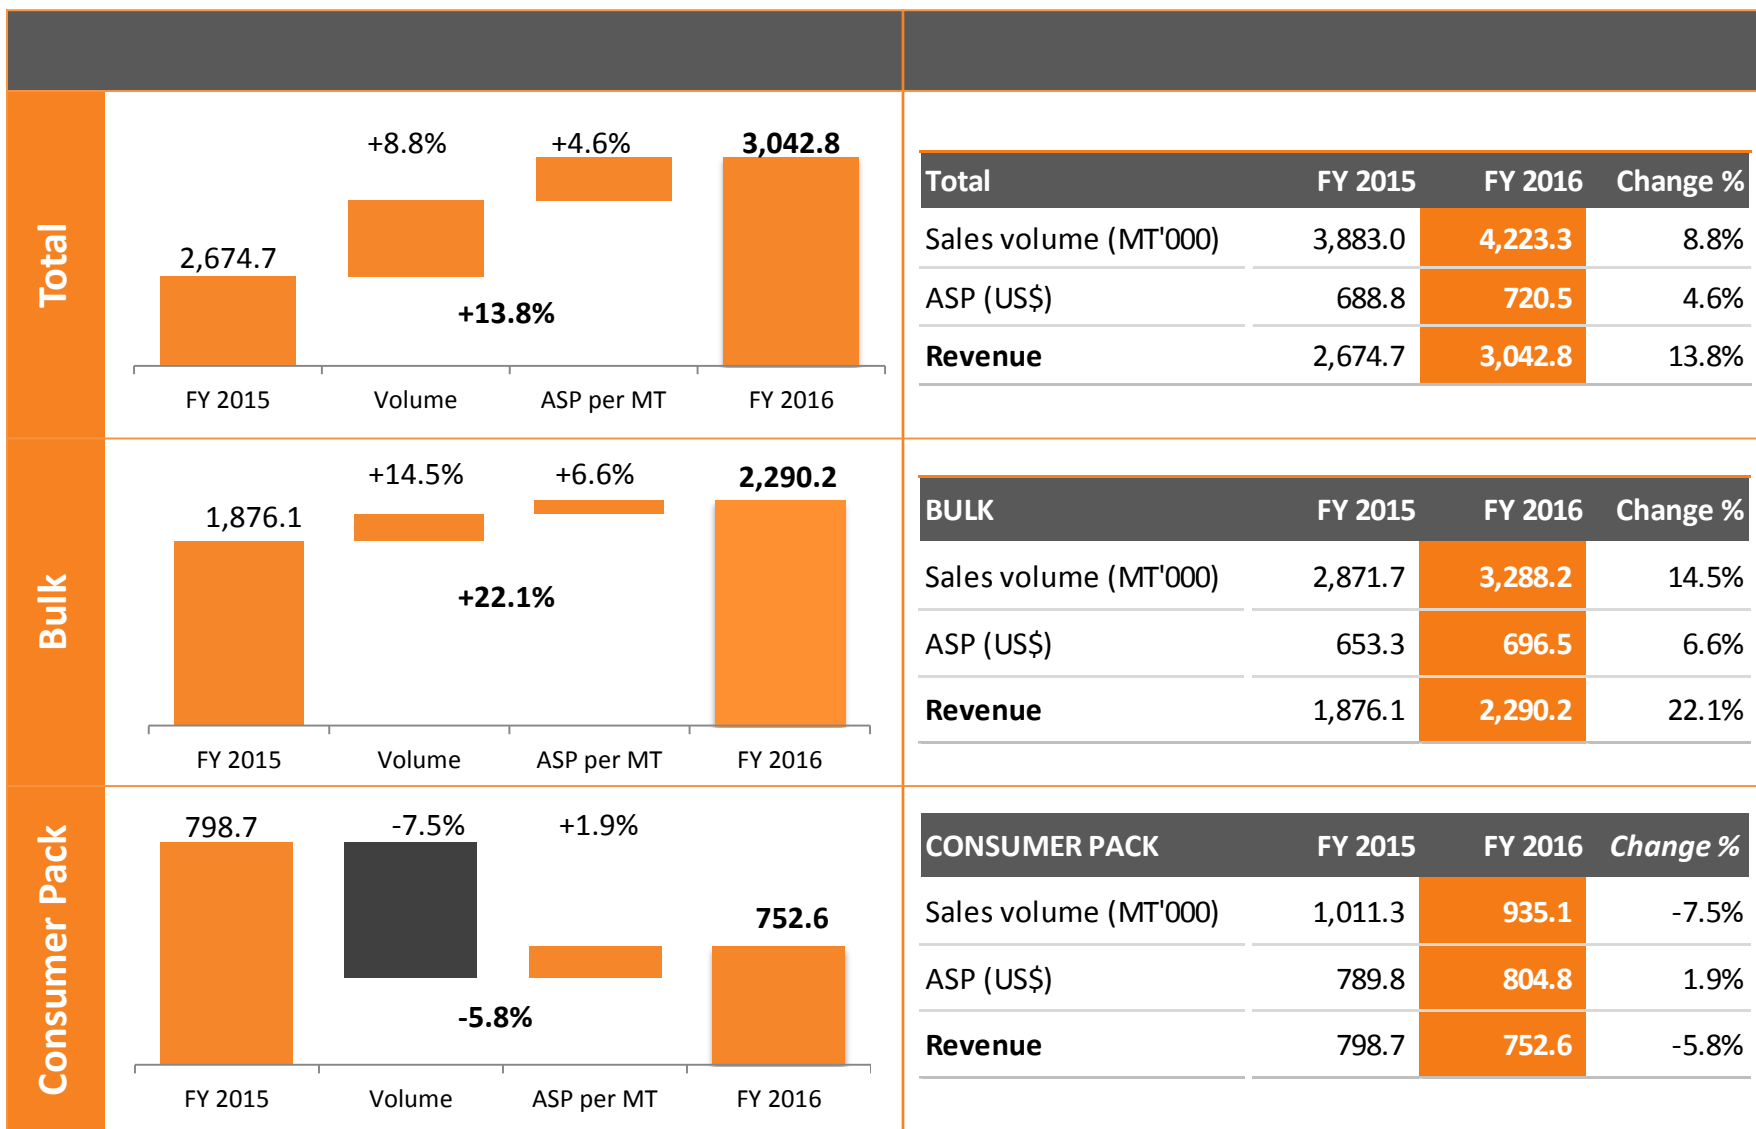 Total
+8.8% +4.6% 3,042.8
2,674.7
+13.8%
FY 2015 Volume ASP per MT FY 2016
Total FY 2015 FY 2016 Change %
Sales volume (MT'000) 3,883.0 4,223.3 8.8%
ASP (US$) 688.8 720.5 4.6%
Revenue 2,674.7 3,042.8 13.8%
Bulk
+14.5% +6.6% 2,290.2
1,876.1
+22.1%
FY 2015 Volume ASP per MT FY 2016
BULK FY 2015 FY 2016 Change %
Sales volume (MT'000) 2,871.7 3,288.2 14.5%
ASP (US$) 653.3 696.5 6.6%
Revenue 1,876.1 2,290.2 22.1%
Consumer Pack
798.7 -7.5% +1.9%
752.6
-5.8%
FY 2015 Volume ASP per MT FY 2016
CONSUMER PACK FY 2015 FY 2016 Change %
Sales volume (MT'000) 1,011.3 935.1 -7.5%
ASP (US$) 789.8 804.8 1.9%
Revenue 798.7 752.6 -5.8%